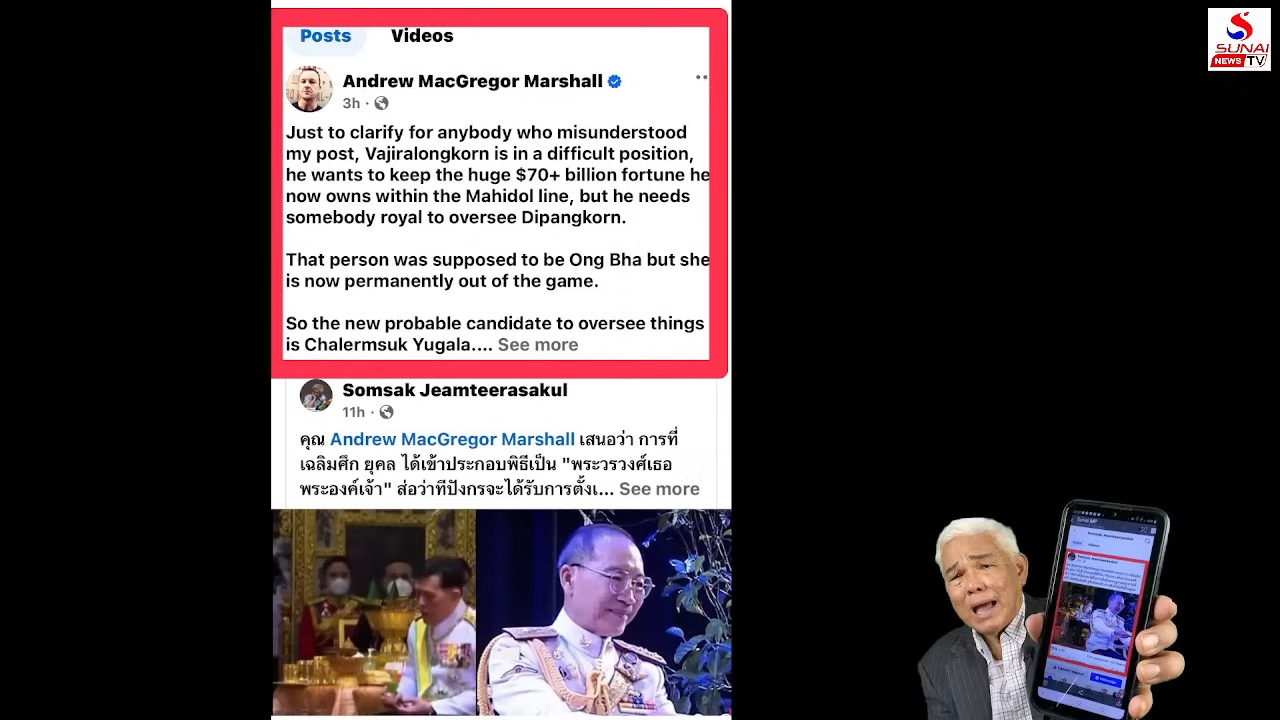 SUNAI
NEWS TV
Posts Videos
Andrew MacGregor Marshall
3h ·
Just to clarify for anybody who misunderstood
my post, Vajiralongkorn is in a difficult position,
he wants to keep the huge $70+ billion fortune he
now owns within the Mahidol line, but he needs
somebody royal to oversee Dipangkorn.
That person was supposed to be Ong Bha but she
is now permanently out of the game.
So the new probable candidate to oversee things
is Chalermsuk Yugala.... See more
Somsak Jeamteerasakul
11h ·
คุณ Andrew MacGregor Marshall เสนอว่า การที่
เฉลิมศึก ยุคล ได้เข้าประกอบพิธีเป็น "พระวรวงศ์เธอ
พระองค์เจ้า" ส่อว่าทีปังกรจะได้รับการตั้งเ... See more